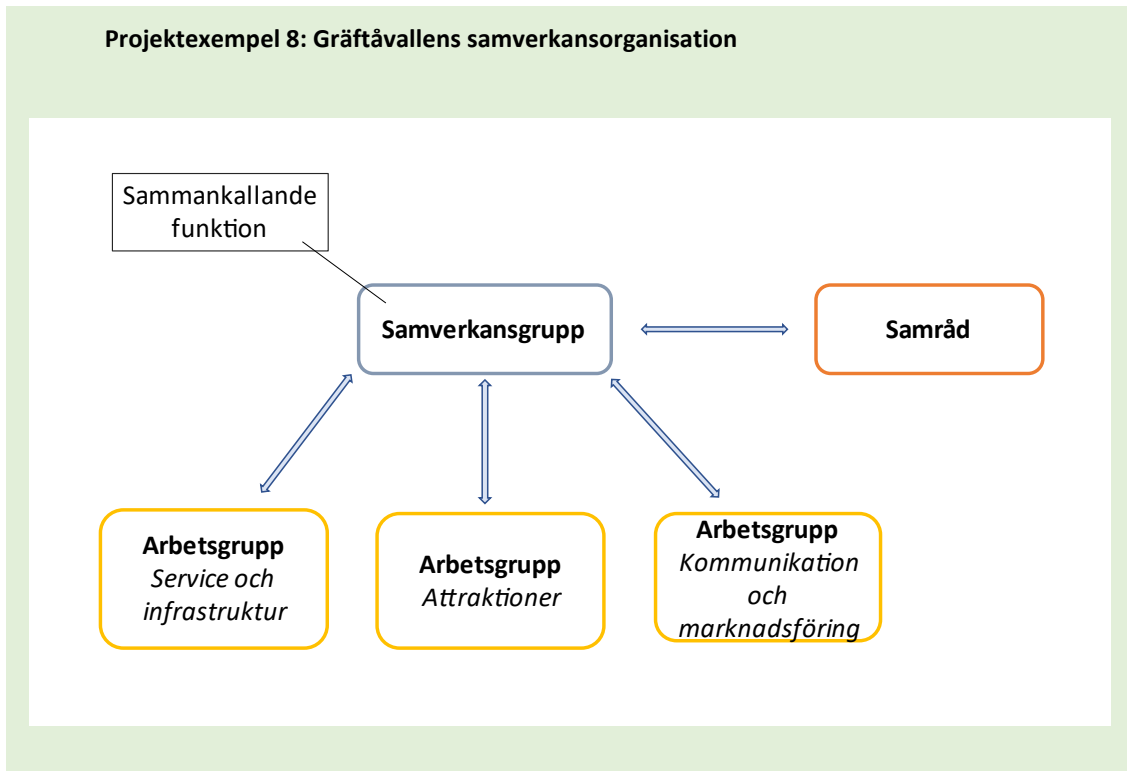 Projektexempel 8: Gräftåvallens samverkansorganisation
Sammankallande
funktion
Samverkansgrupp
Samråd
Arbetsgrupp
Service och
infrastruktur
Arbetsgrupp
Attraktioner
Arbetsgrupp
Kommunikation
och
marknadsföring